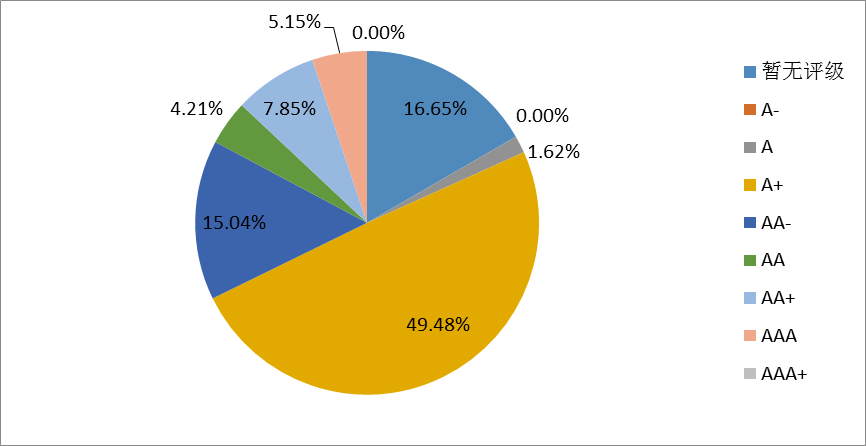 5.15%
0.00%
4.21%
7.85%
16.65%
0.00%
1.62%
15.04%
49.48%
暂无评级
A-
A
A+
AA-
AA
AA+
AAA
AAA+